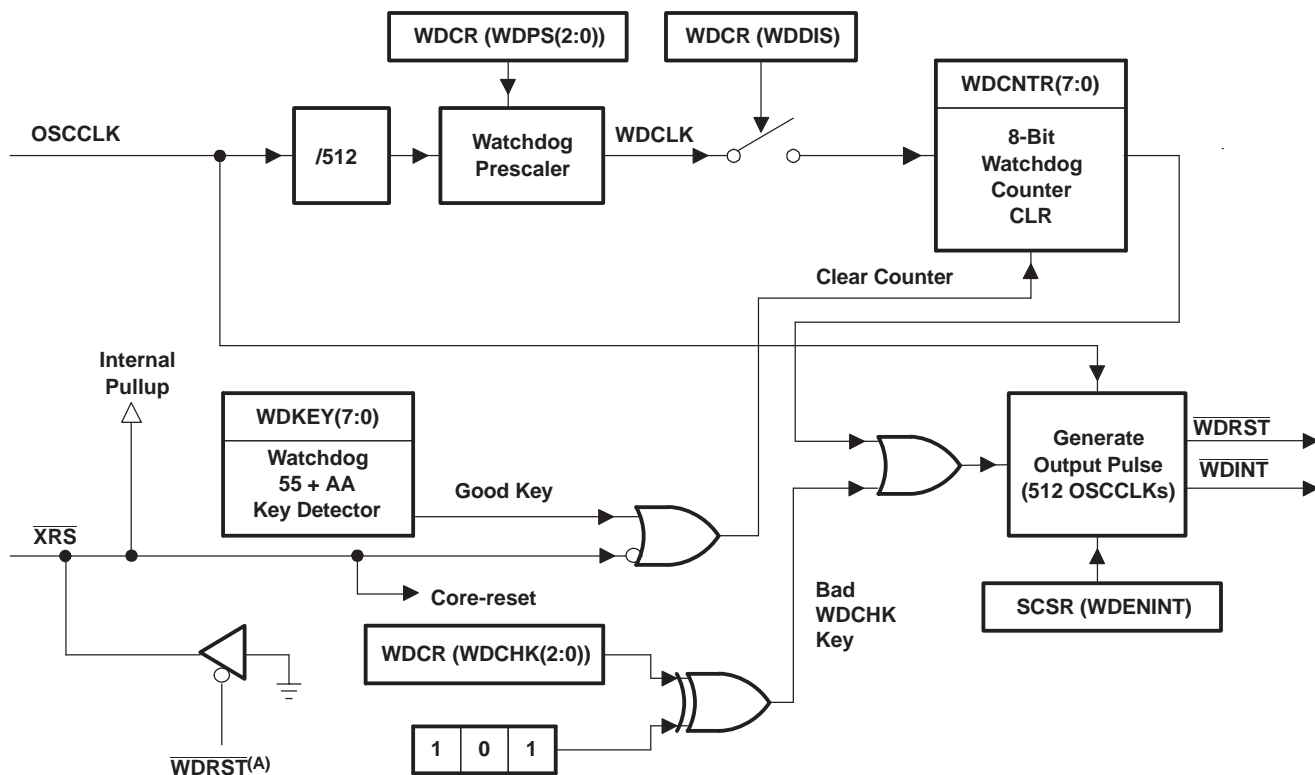 WDCR (WDPS(2:0))
WDCR (WDDIS)
WDCNTR(7:0)
OSCCLK
/512
Watchdog
Prescaler
WDCLK
8-Bit
Watchdog
Counter
CLR
Clear Counter
Internal
Pullup
WDKEY(7:0)
Watchdog
55 + AA
Key Detector
Good Key
Generate
Output Pulse
(512 OSCCLKs)
WDRST
WDINT
XRS
Core-reset
Bad
WDCHK
Key
SCSR (WDENINT)
WDCR (WDCHK(2:0))
1 0 1
WDRST(A)